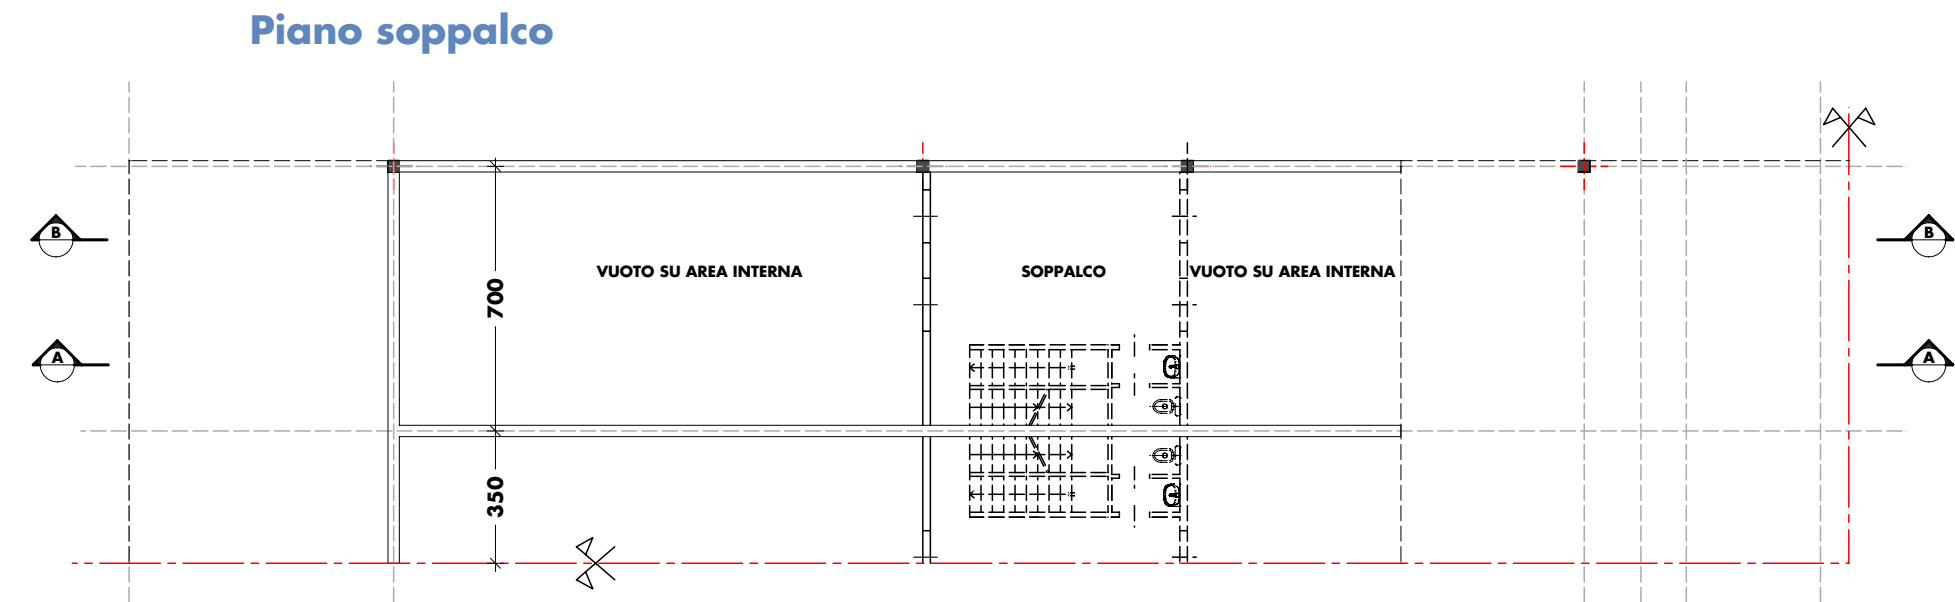 Piano soppalco
B
B
VUOTO SU AREA INTERNA
SOPPALCO
VUOTO SU AREA INTERNA
700
A
A
350